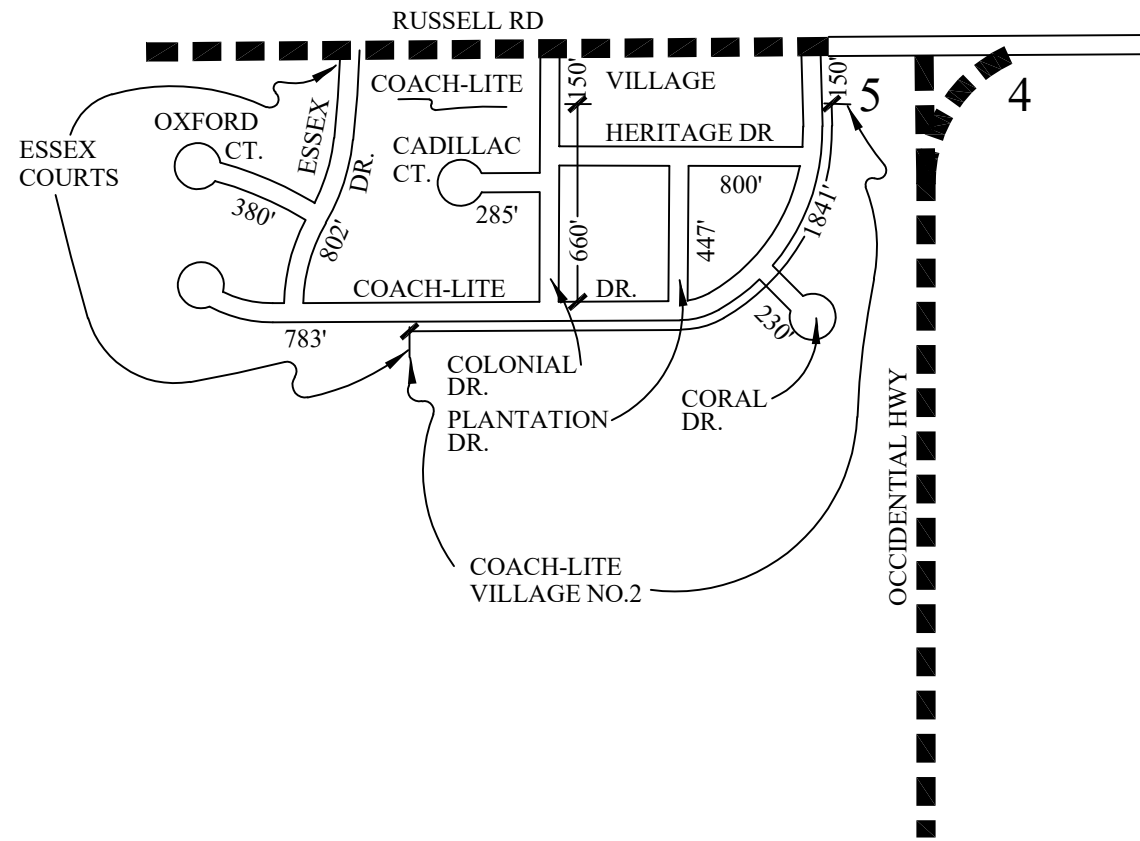 RUSSELL RD
COACH-LITE
150'
VILLAGE
150'
5
4
OXFORD
CT.
ESSEX
DR.
CADILLAC
CT.
HERITAGE DR
ESSEX
COURTS
380'
802'
285'
660'
800'
447'
1841'
COACH-LITE
DR.
783'
230'
COLONIAL
DR.
PLANTATION
DR.
CORAL
DR.
OCCIDENTIAL HWY
COACH-LITE
VILLAGE NO.2